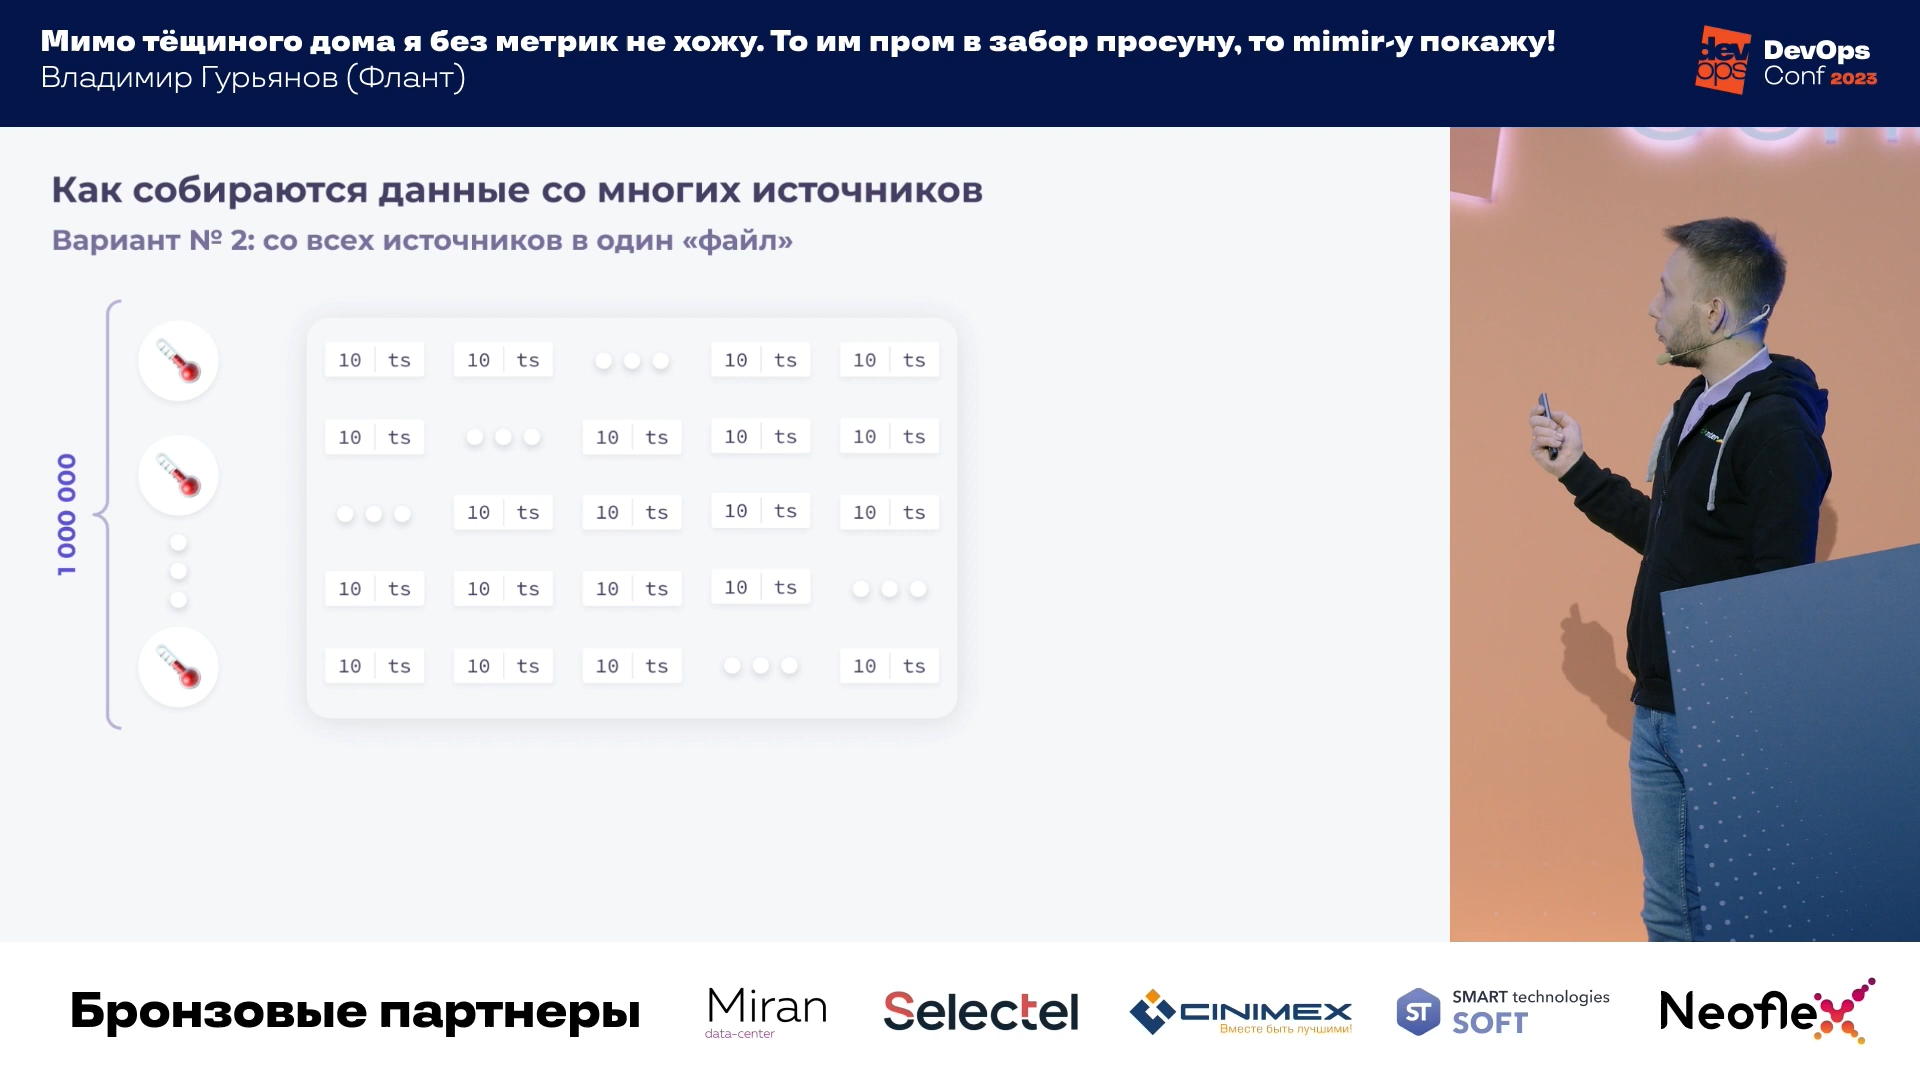 Мимо тёщиного дома я без метрик не хожу. То им пром в забор просуну, то mimir-у покажу!
Владимир Гурьянов (Флант)
dev
ops
DevOps
Conf 2023
Как собираются данные со многих источников
Вариант № 2: со всех источников в один «файл»
1 000 000
10 ts 10 ts 10 ts 10 ts
10 ts 10 ts 10 ts 10 ts
10 ts 10 ts 10 ts 10 ts
10 ts 10 ts 10 ts 10 ts
10 ts 10 ts 10 ts 10 ts
Бронзовые партнеры
Miran
data-center
Selectel
CINIMEX
Вместе быть лучшими!
ST
SMART technologies
SOFT
Neoflex